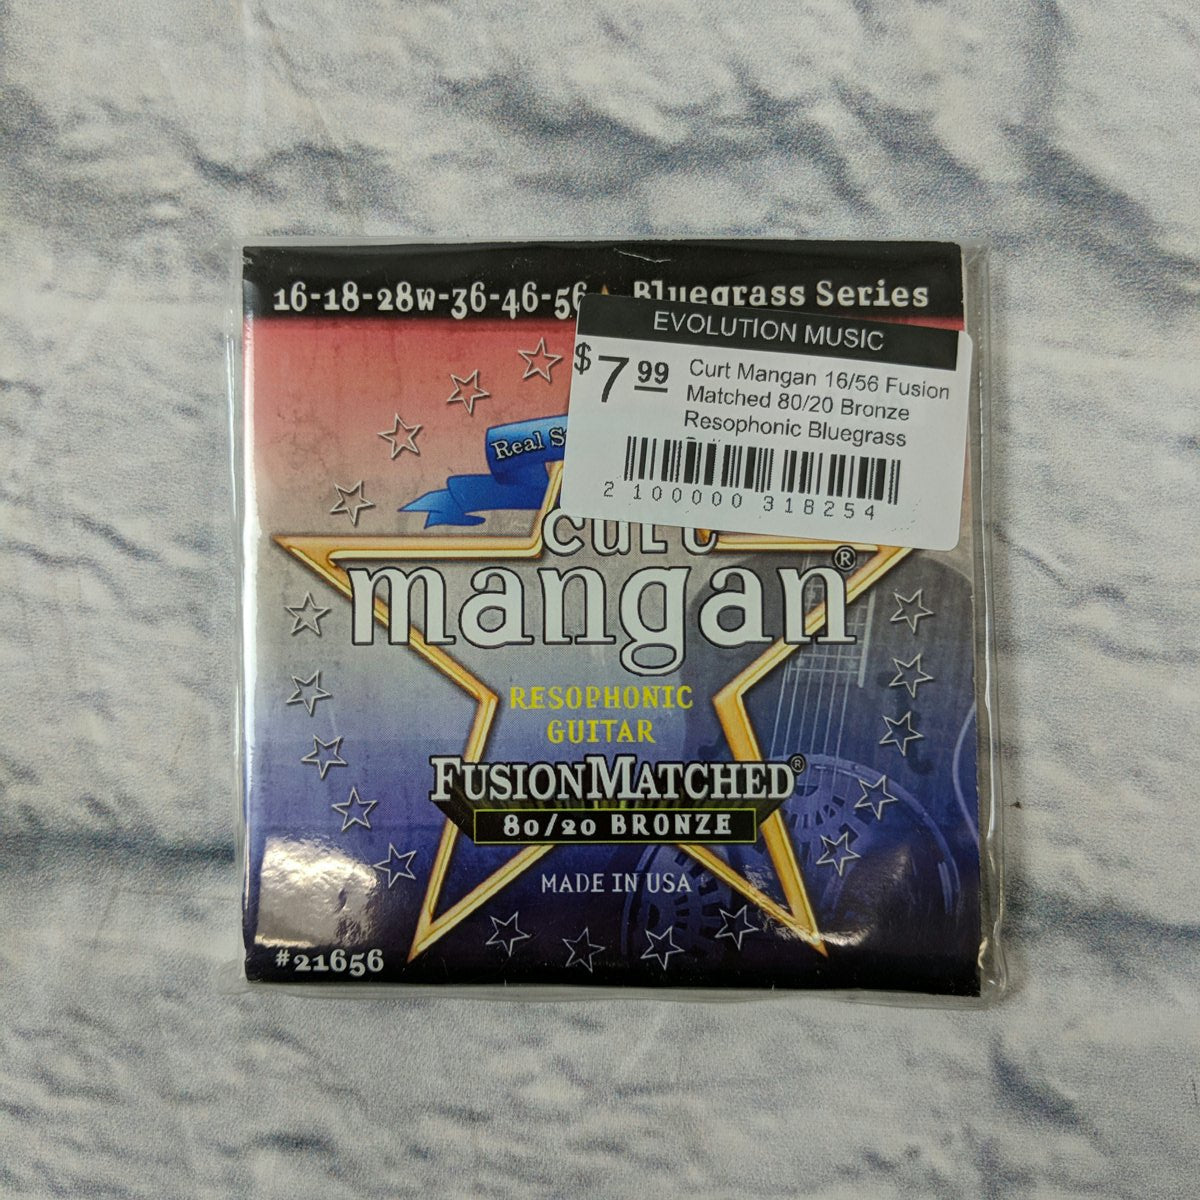 16-18-28W-36-46-56 Bluegrass Series
EVOLUTION MUSIC
$7.99
Curt Mangan 16/56 Fusion
Matched 80/20 Bronze
Resophonic Bluegrass
2 100000 318254
Real
curt
mangan®
RESOPHONIC
GUITAR
FUSIONMATCHED®
80/20 BRONZE
MADE IN USA
#21656